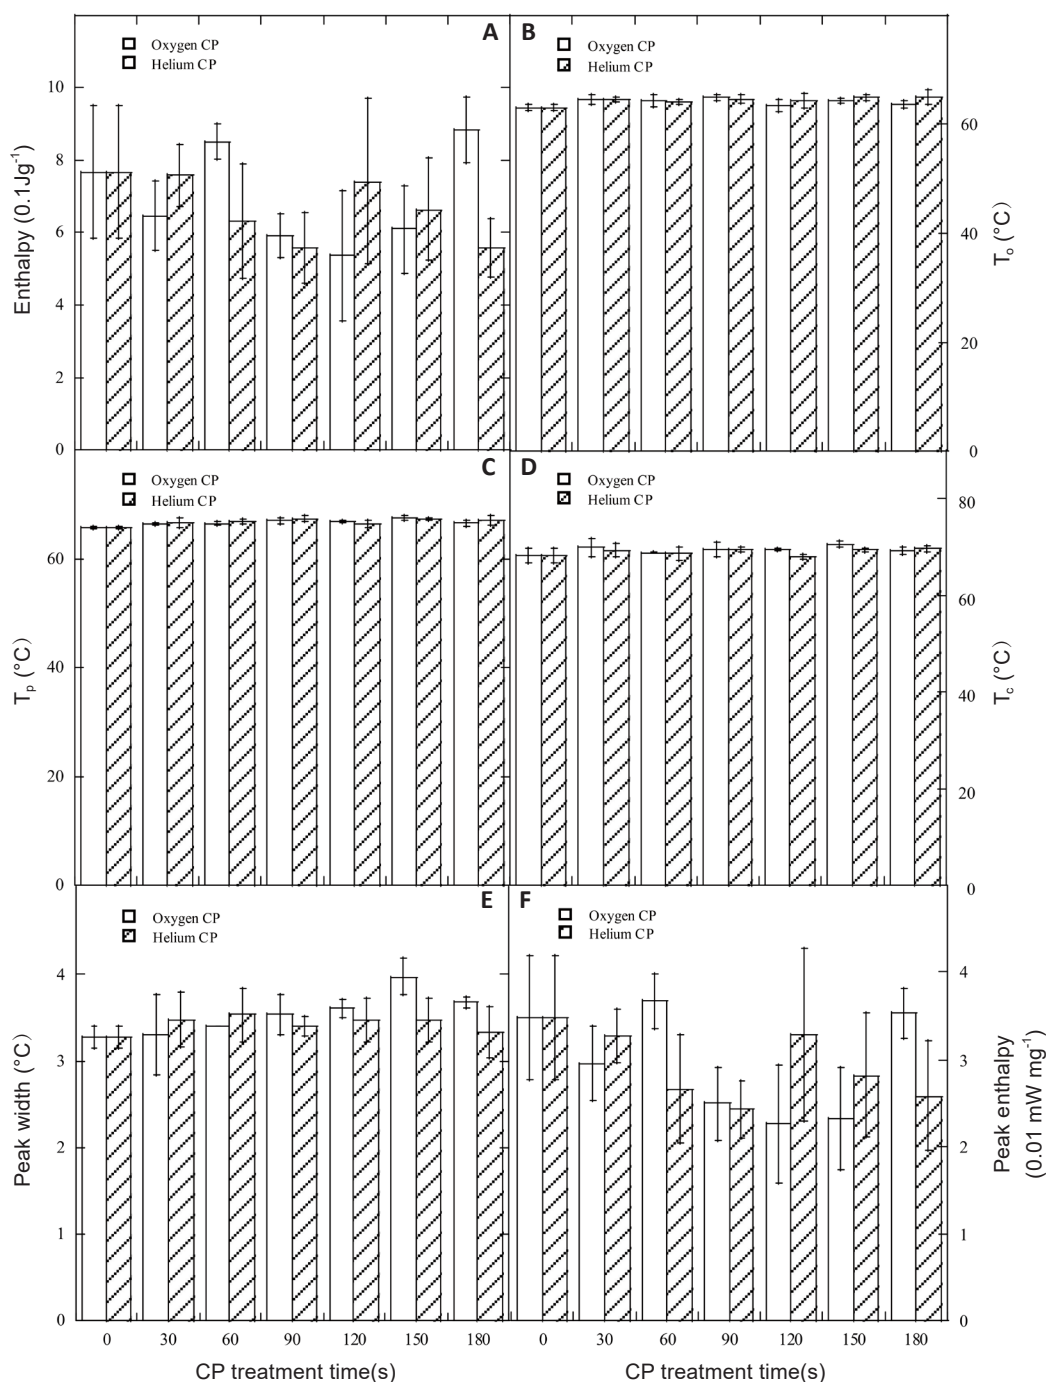 A
Oxygen CP
Helium CP
Enthalpy (0.1Jg-1)
10
8
6
4
2
0
B
Oxygen CP
Helium CP
60
40
20
0
To (°C)
C
Oxygen CP
Helium CP
Tp (°C)
60
40
20
0
D
Oxygen CP
Helium CP
80
60
40
20
0
Tc (°C)
E
Oxygen CP
Helium CP
Peak width (°C)
4
3
2
1
0
0 30 60 90 120 150 180
CP treatment time(s)
F
Oxygen CP
Helium CP
4
3
2
1
0
Peak enthalpy
(0.01 mW mg-1)
0 30 60 90 120 150 180
CP treatment time(s)